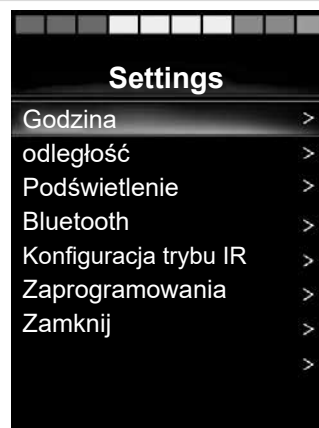 Settings
Godzina >
odległość >
Podświetlenie >
Bluetooth >
Konfiguracja trybu IR >
Zaprogramowania >
Zamknij >
>